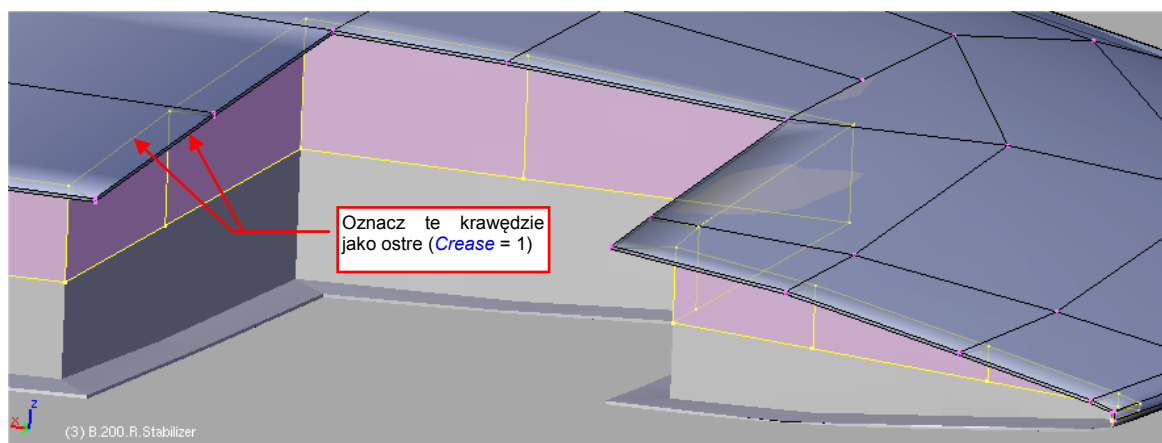 Oznacz te krawędzie
jako ostre (Crease = 1)
z
x
(3) B.200.R.Stabilizer